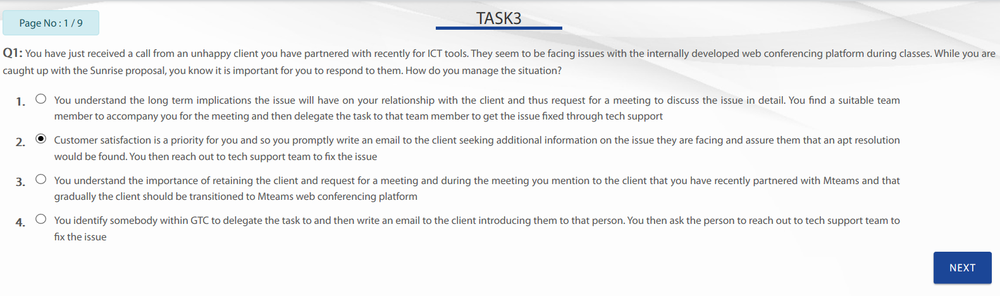 Page No : 1 / 9
TASK3
Q1: You have just received a call from an unhappy client you have partnered with recently for ICT tools. They seem to be facing issues with the internally developed web conferencing platform during classes. While you are
caught up with the Sunrise proposal, you know it is important for you to respond to them. How do you manage the situation?
1. You understand the long term implications the issue will have on your relationship with the client and thus request for a meeting to discuss the issue in detail. You find a suitable team
member to accompany you for the meeting and then delegate the task to that team member to get the issue fixed through tech support
2. Customer satisfaction is a priority for you and so you promptly write an email to the client seeking additional information on the issue they are facing and assure them that an apt resolution
would be found. You then reach out to tech support team to fix the issue
3. You understand the importance of retaining the client and request for a meeting and during the meeting you mention to the client that you have recently partnered with Mteams and that
gradually the client should be transitioned to Mteams web conferencing platform
4. You identify somebody within GTC to delegate the task to and then write an email to the client introducing them to that person. You then ask the person to reach out to tech support team to
fix the issue
NEXT